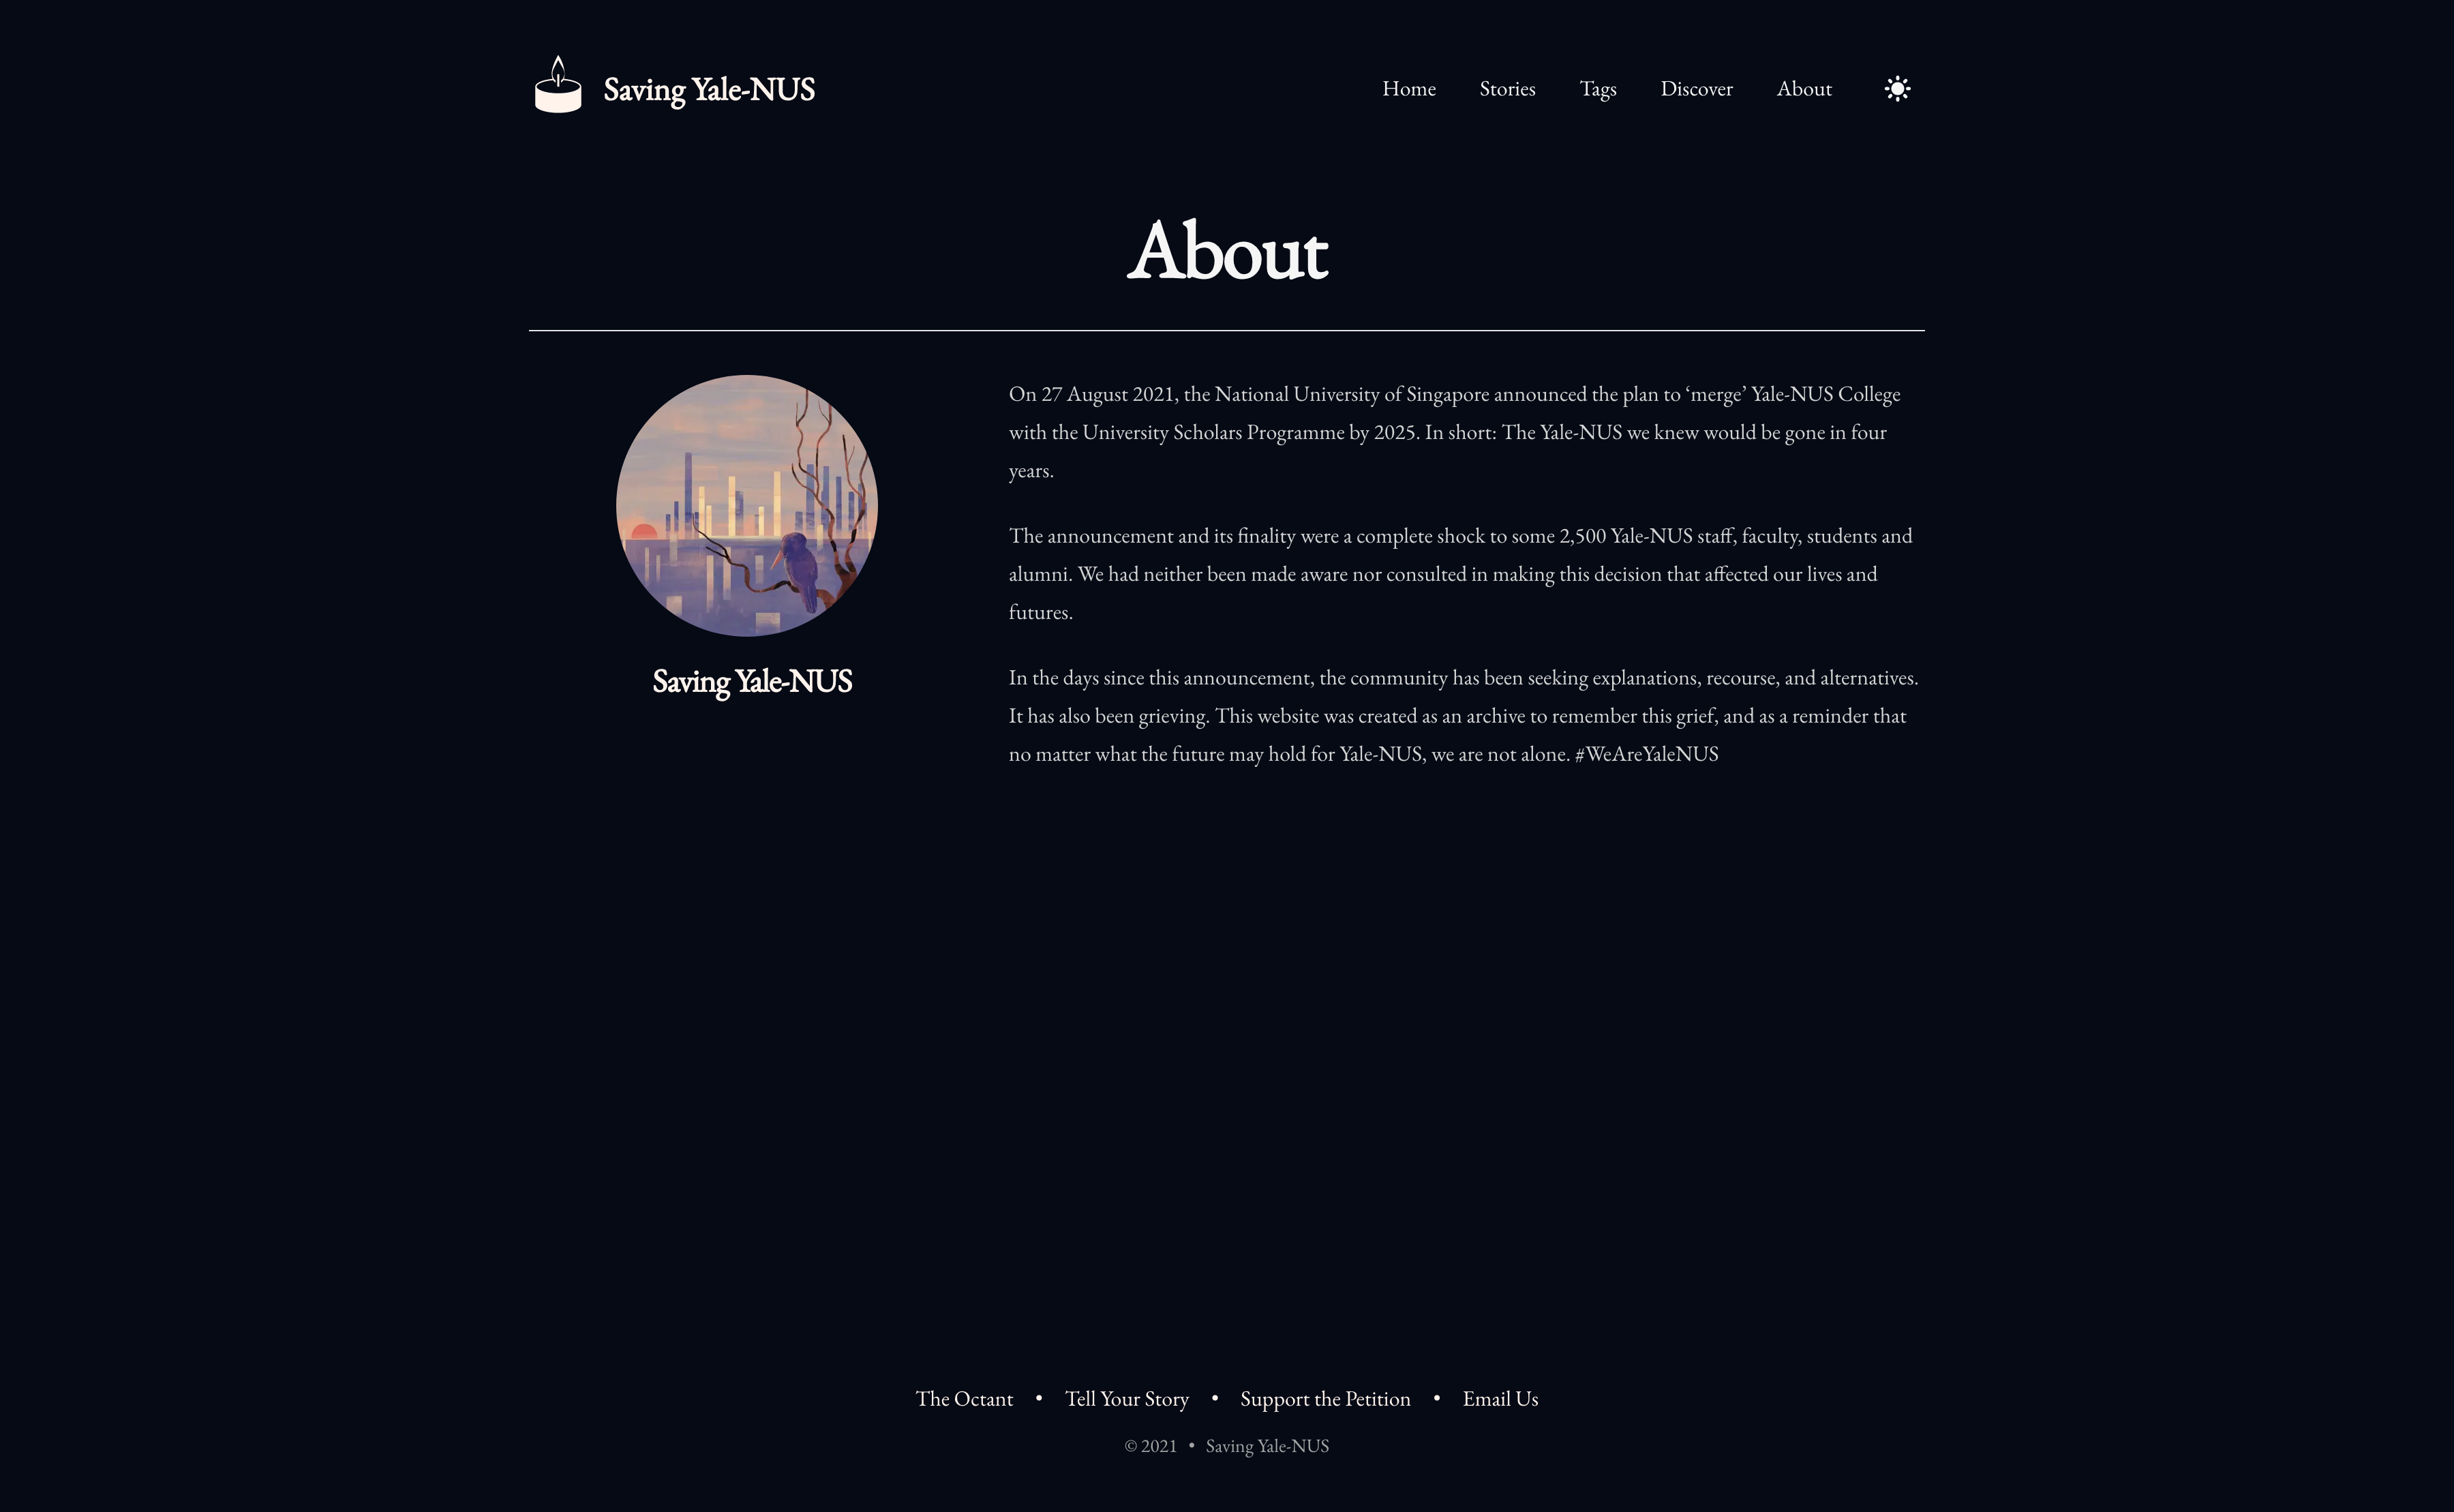 Saving Yale-NUS
Home Stories Tags Discover About
About
Saving Yale-NUS
On 27 August 2021, the National University of Singapore announced the plan to ‘merge’ Yale-NUS College
with the University Scholars Programme by 2025. In short: The Yale-NUS we knew would be gone in four
years.
The announcement and its finality were a complete shock to some 2,500 Yale-NUS staff, faculty, students and
alumni. We had neither been made aware nor consulted in making this decision that affected our lives and
futures.
In the days since this announcement, the community has been seeking explanations, recourse, and alternatives.
It has also been grieving. This website was created as an archive to remember this grief, and as a reminder that
no matter what the future may hold for Yale-NUS, we are not alone. #WeAreYaleNUS
The Octant • Tell Your Story • Support the Petition • Email Us
© 2021 • Saving Yale-NUS